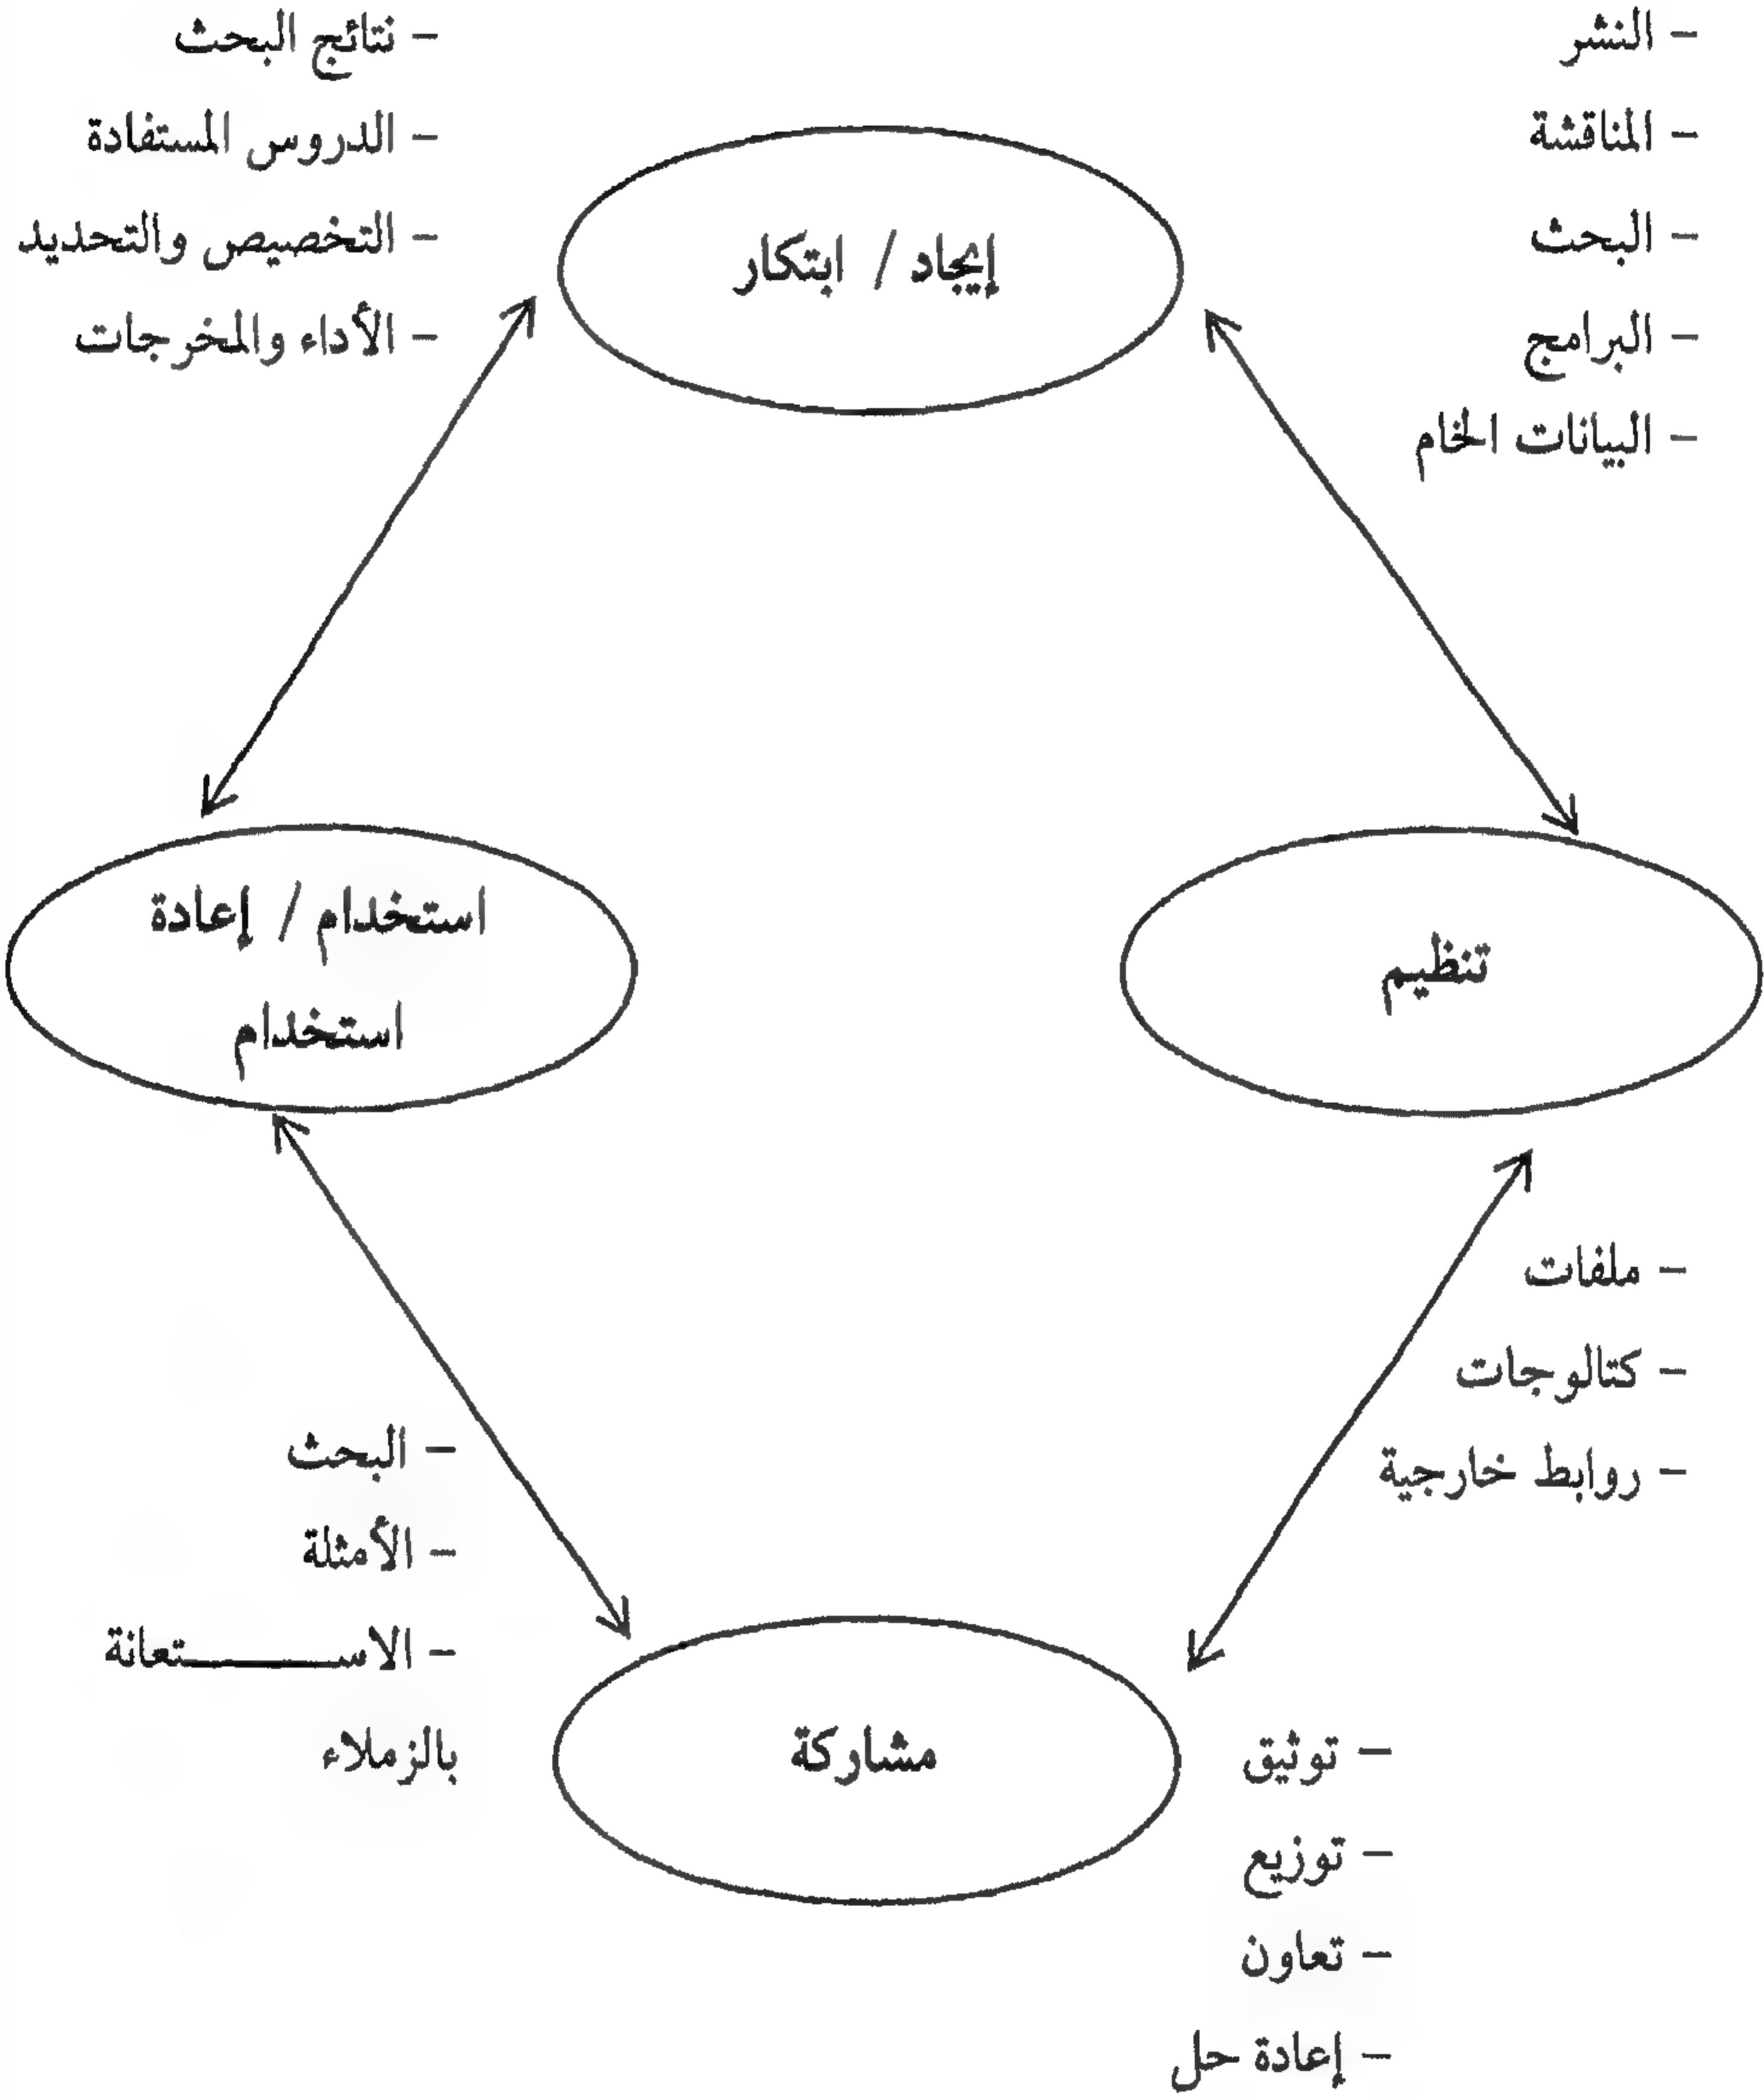 – النشر
– المناقشة
– البحث
– البرامج
– البيانات الخام
– نتائج البحث
– الدروس المستفادة
– التخصيص والتحديد
– الأداء والمخرجات
إيجاد / ابتكار
تنظيم
استخدام / إعادة
استخدام
– ملفات
– كتالوجات
– روابط خارجية
– البحث
– الأمثلة
– الاســـــــتعانة
بالزملاء
مشاركة
– توثيق
– توزيع
– تعاون
– إعادة حل